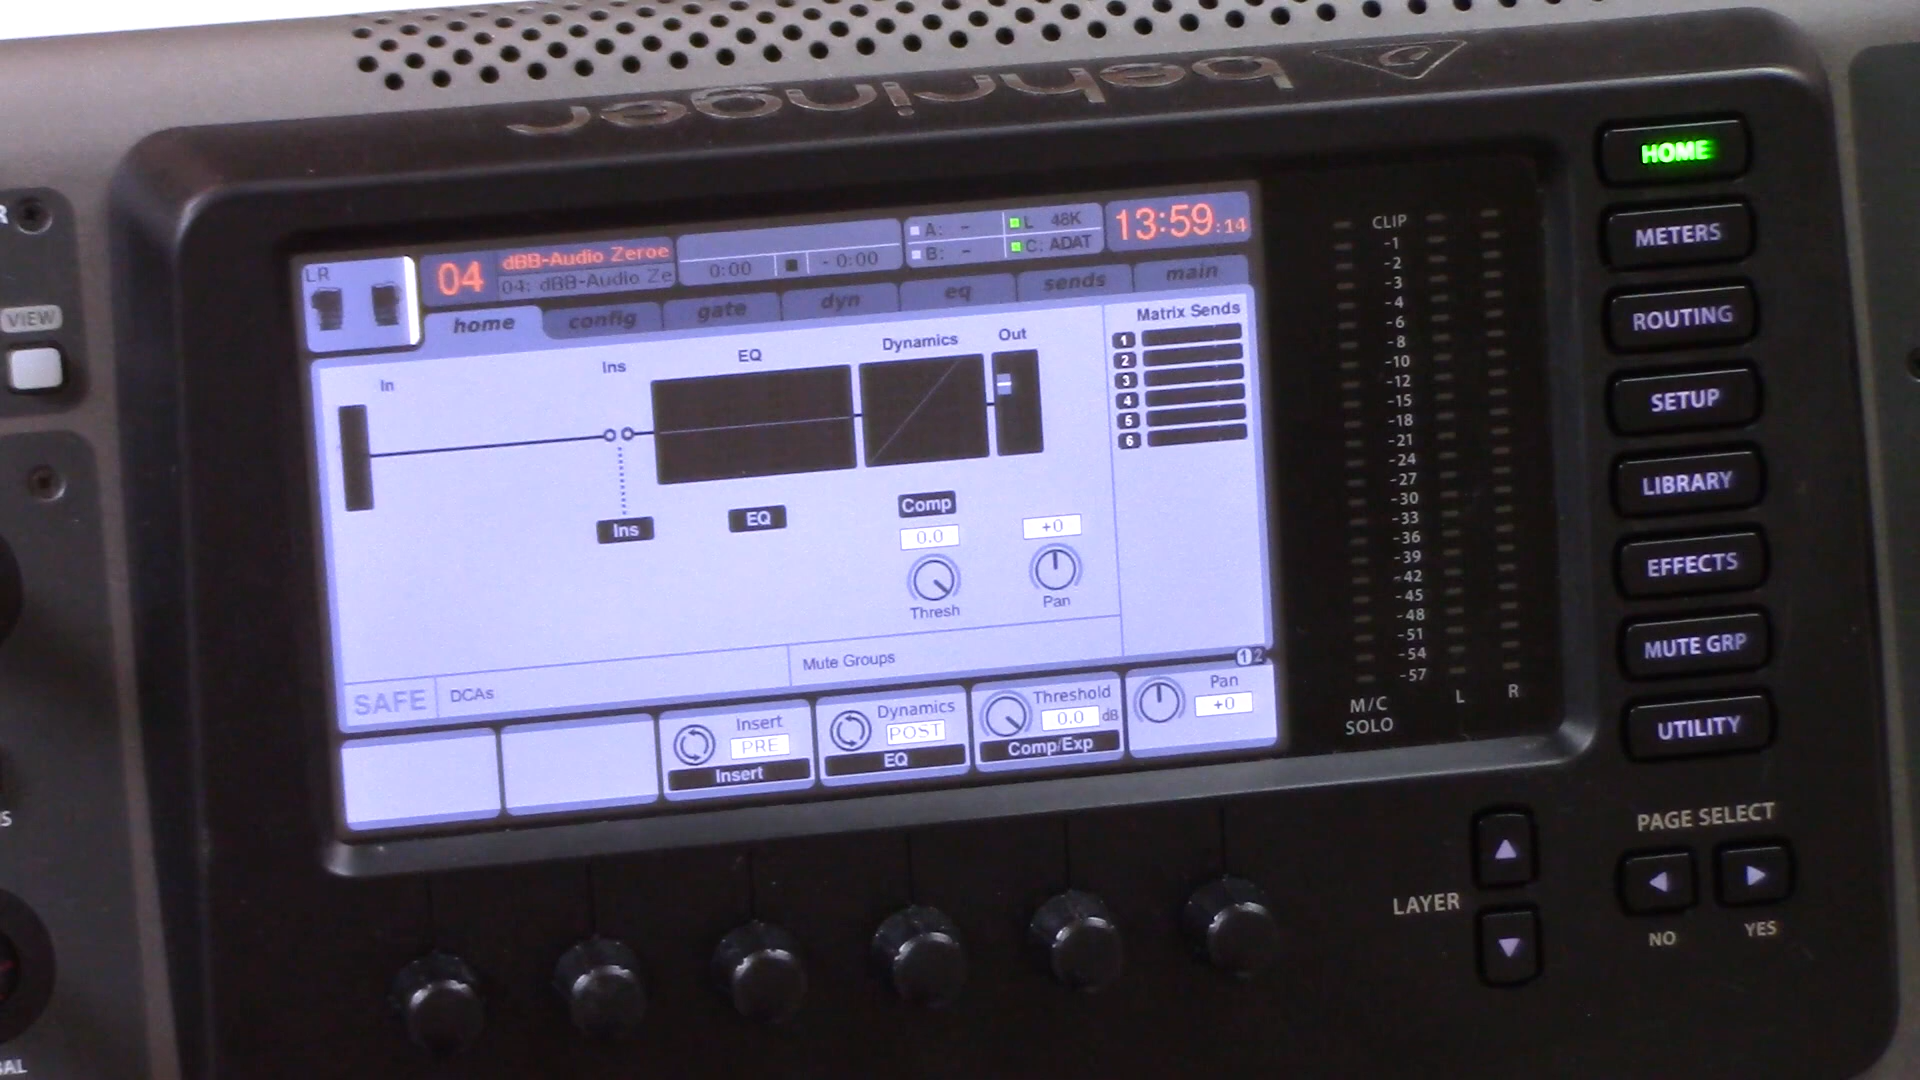 behringer
R
VIEW
LR
04
dBB-Audio Zeroe
04: dBB-Audio Ze
0:00
- 0:00
A: -
B: -
L 48K
C: ADAT
13:59:14
home
config
gate
dyn
eq
sends
main
In
Ins
EQ
Dynamics
Out
Matrix Sends
1
2
3
4
5
6
Ins
EQ
Comp
0.0
Thresh
+0
Pan
SAFE
DCAs
Mute Groups
1 2
Insert
PRE
Insert
Dynamics
POST
EQ
Threshold
0.0 dB
Comp/Exp
Pan
+0
CLIP
-1
-2
-3
-4
-6
-8
-10
-12
-15
-18
-21
-24
-27
-30
-33
-36
-39
-42
-45
-48
-51
-54
-57
M/C
SOLO
L
R
HOME
METERS
ROUTING
SETUP
LIBRARY
EFFECTS
MUTE GRP
UTILITY
PAGE SELECT
LAYER
NO
YES